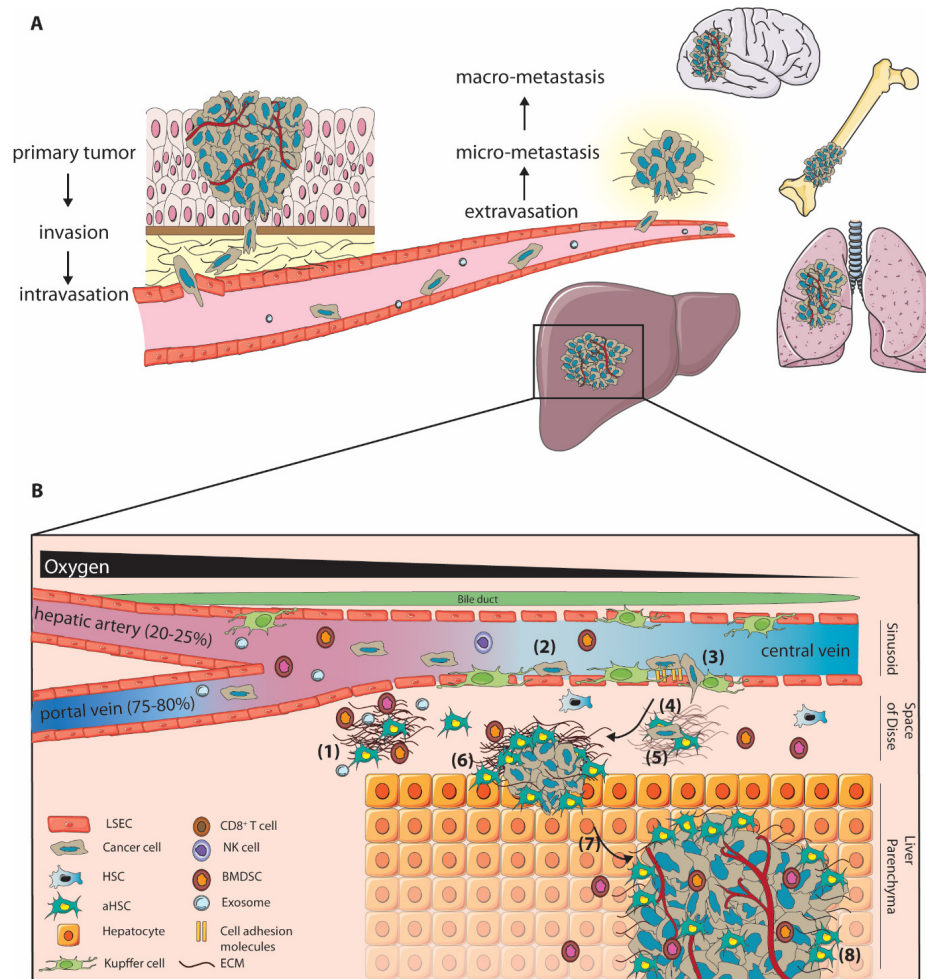 A
macro-metastasis
primary tumor
micro-metastasis
invasion
extravasation
intravasation
B
Oxygen
Bile duct
hepatic artery (20-25%)
(2)
(3)
central vein
Sinusoid
portal vein (75-80%)
(1)
(6)
(4)
(5)
Space
of Disse
(7)
(8)
Liver
Parenchyma
LSEC
Cancer cell
HSC
aHSC
Hepatocyte
Kupffer cell
CD8⁺ T cell
NK cell
BMDSC
Exosome
Cell adhesion
molecules
ECM